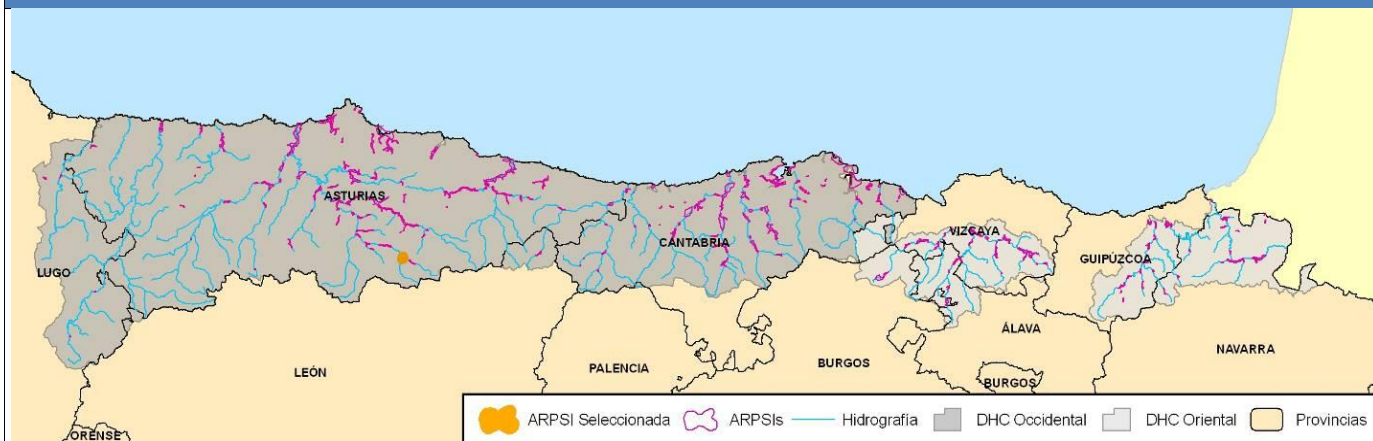 ASTURIAS
CANTABRIA
VIZCAYA
GUIPÚZCOA
LUGO
ÁLAVA
NAVARRA
LEÓN
PALENCIA
BURGOS
BURGOS
ORENSE
ARPSI Seleccionada ARPSIs Hidrografía DHC Occidental DHC Oriental Provincias